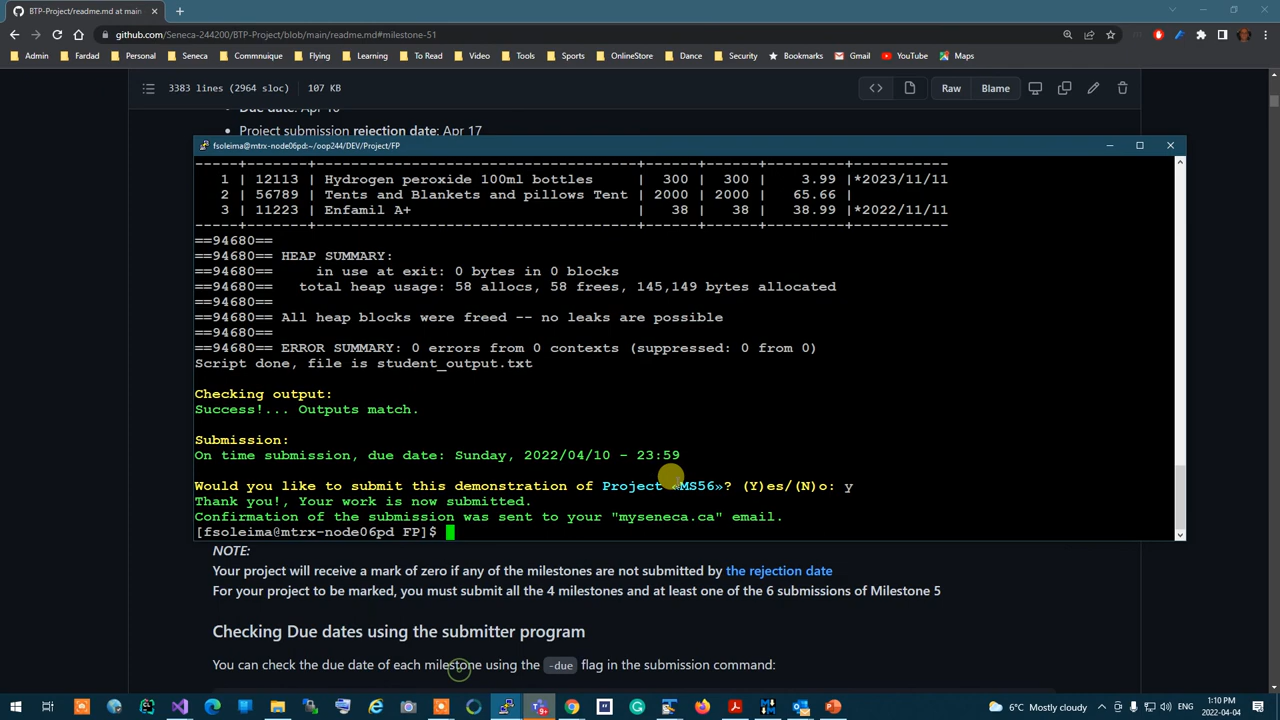 BTP-Project/readme.md at main
github.com/Seneca-244200/BTP-Project/blob/main/readme.md#milestone-51
Admin Fardad Personal Seneca Commnuique Flying Learning To Read Video Tools Sports OnlineStore Dance Security Bookmarks Gmail YouTube Maps
3383 lines (2964 sloc) 107 KB Raw Blame
Project submission rejection date: Apr 17
fsoleima@mtrx-node06pd:~/oop244/DEV/Project/FP
-----+-------+---------------------------------------+------+------+---------+-----------
1 | 12113 | Hydrogen peroxide 100ml bottles | 300 | 300 | 3.99 |*2023/11/11
2 | 56789 | Tents and Blankets and pillows Tent | 2000 | 2000 | 65.66 |
3 | 11223 | Enfamil A+ | 38 | 38 | 38.99 |*2022/11/11
-----+-------+---------------------------------------+------+------+---------+-----------
==94680==
==94680== HEAP SUMMARY:
==94680== in use at exit: 0 bytes in 0 blocks
==94680== total heap usage: 58 allocs, 58 frees, 145,149 bytes allocated
==94680==
==94680== All heap blocks were freed -- no leaks are possible
==94680==
==94680== ERROR SUMMARY: 0 errors from 0 contexts (suppressed: 0 from 0)
Script done, file is student_output.txt
Checking output:
Success!... Outputs match.
Submission:
On time submission, due date: Sunday, 2022/04/10 - 23:59
Would you like to submit this demonstration of Project «MS56»? (Y)es/(N)o: y
Thank you!, Your work is now submitted.
Confirmation of the submission was sent to your "myseneca.ca" email.
[fsoleima@mtrx-node06pd FP]$
NOTE:
Your project will receive a mark of zero if any of the milestones are not submitted by the rejection date
For your project to be marked, you must submit all the 4 milestones and at least one of the 6 submissions of Milestone 5
Checking Due dates using the submitter program
You can check the due date of each milestone using the -due flag in the submission command:
6°C Mostly cloudy
1:10 PM
2022-04-04